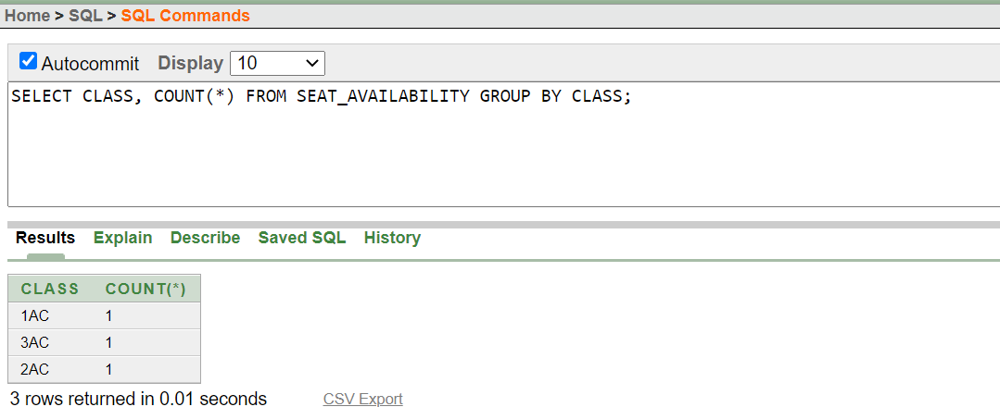 Home > SQL > SQL Commands
Autocommit Display 10
SELECT CLASS, COUNT(*) FROM SEAT_AVAILABILITY GROUP BY CLASS;
Results Explain Describe Saved SQL History
CLASS COUNT(*)
1AC 1
3AC 1
2AC 1
3 rows returned in 0.01 seconds CSV Export